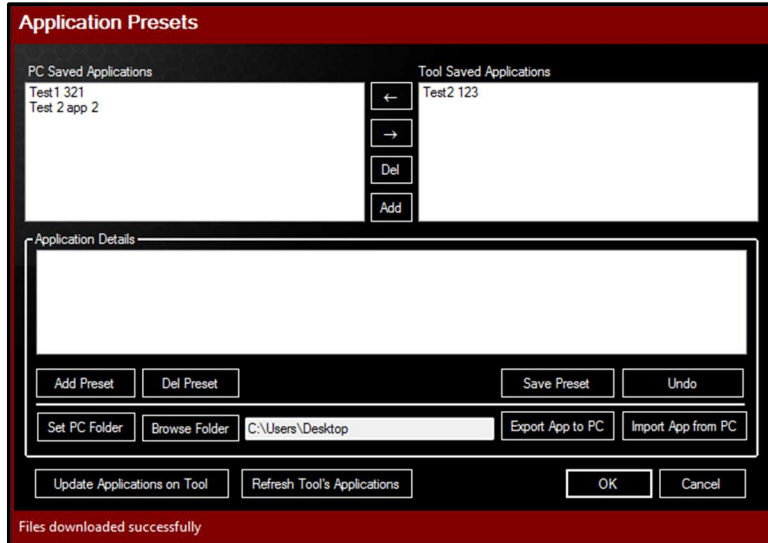 Application Presets
PC Saved Applications
Tool Saved Applications
Test1 321
Test 2 app 2
←
→
Del
Add
Test2 123
Application Details
Add Preset
Del Preset
Save Preset
Undo
Set PC Folder
Browse Folder
C:\Users\Desktop
Export App to PC
Import App from PC
Update Applications on Tool
Refresh Tool's Applications
OK
Cancel
Files downloaded successfully